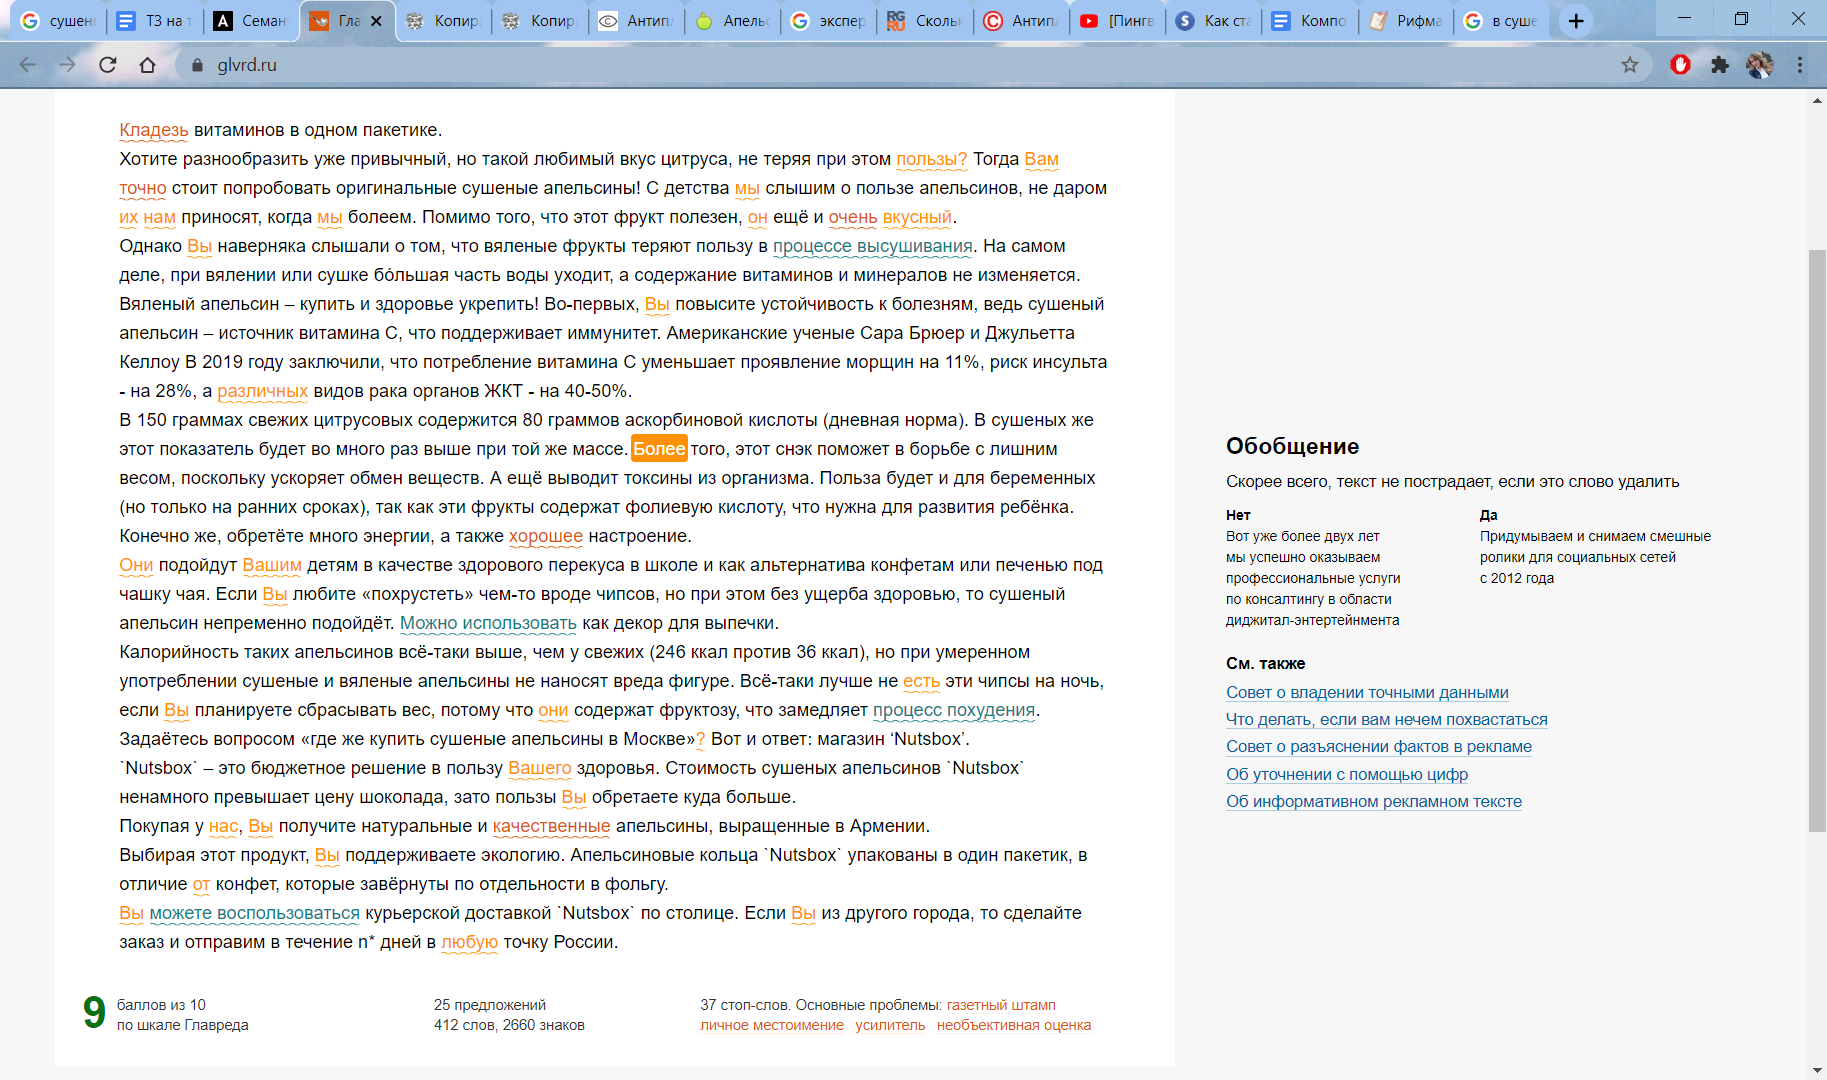 сушен
ТЗ на т
Семант
Гла
Копира
Копира
Антипл
Апельс
экспер
Скольк
Антипл
[Пингв
Как ста
Компо
Рифма
в суше
glvrd.ru
Кладезь витаминов в одном пакетике.
Хотите разнообразить уже привычный, но такой любимый вкус цитруса, не теряя при этом пользы? Тогда Вам
точно стоит попробовать оригинальные сушеные апельсины! С детства мы слышим о пользе апельсинов, не даром
их нам приносят, когда мы болеем. Помимо того, что этот фрукт полезен, он ещё и очень вкусный.
Однако Вы наверняка слышали о том, что вяленые фрукты теряют пользу в процессе высушивания. На самом
деле, при вялении или сушке бо́льшая часть воды уходит, а содержание витаминов и минералов не изменяется.
Вяленый апельсин – купить и здоровье укрепить! Во-первых, Вы повысите устойчивость к болезням, ведь сушеный
апельсин – источник витамина С, что поддерживает иммунитет. Американские ученые Сара Брюер и Джульетта
Келлоу В 2019 году заключили, что потребление витамина С уменьшает проявление морщин на 11%, риск инсульта
- на 28%, а различных видов рака органов ЖКТ - на 40-50%.
В 150 граммах свежих цитрусовых содержится 80 граммов аскорбиновой кислоты (дневная норма). В сушеных же
этот показатель будет во много раз выше при той же массе. Более того, этот снэк поможет в борьбе с лишним
весом, поскольку ускоряет обмен веществ. А ещё выводит токсины из организма. Польза будет и для беременных
(но только на ранних сроках), так как эти фрукты содержат фолиевую кислоту, что нужна для развития ребёнка.
Конечно же, обретёте много энергии, а также хорошее настроение.
Они подойдут Вашим детям в качестве здорового перекуса в школе и как альтернатива конфетам или печенью под
чашку чая. Если Вы любите «похрустеть» чем-то вроде чипсов, но при этом без ущерба здоровью, то сушеный
апельсин непременно подойдёт. Можно использовать как декор для выпечки.
Калорийность таких апельсинов всё-таки выше, чем у свежих (246 ккал против 36 ккал), но при умеренном
употреблении сушеные и вяленые апельсины не наносят вреда фигуре. Всё-таки лучше не есть эти чипсы на ночь,
если Вы планируете сбрасывать вес, потому что они содержат фруктозу, что замедляет процесс похудения.
Задаётесь вопросом «где же купить сушеные апельсины в Москве»? Вот и ответ: магазин ‘Nutsbox’.
`Nutsbox` – это бюджетное решение в пользу Вашего здоровья. Стоимость сушеных апельсинов `Nutsbox`
ненамного превышает цену шоколада, зато пользы Вы обретаете куда больше.
Покупая у нас, Вы получите натуральные и качественные апельсины, выращенные в Армении.
Выбирая этот продукт, Вы поддерживаете экологию. Апельсиновые кольца `Nutsbox` упакованы в один пакетик, в
отличие от конфет, которые завёрнуты по отдельности в фольгу.
Вы можете воспользоваться курьерской доставкой `Nutsbox` по столице. Если Вы из другого города, то сделайте
заказ и отправим в течение n* дней в любую точку России.
9 баллов из 10
по шкале Главреда
25 предложений
412 слов, 2660 знаков
37 стоп-слов. Основные проблемы: газетный штамп
личное местоимение усилитель необъективная оценка
Обобщение
Скорее всего, текст не пострадает, если это слово удалить
Нет
Вот уже более двух лет
мы успешно оказываем
профессиональные услуги
по консалтингу в области
диджитал-энтертейнмента
Да
Придумываем и снимаем смешные
ролики для социальных сетей
с 2012 года
См. также
Совет о владении точными данными
Что делать, если вам нечем похвастаться
Совет о разъяснении фактов в рекламе
Об уточнении с помощью цифр
Об информативном рекламном тексте